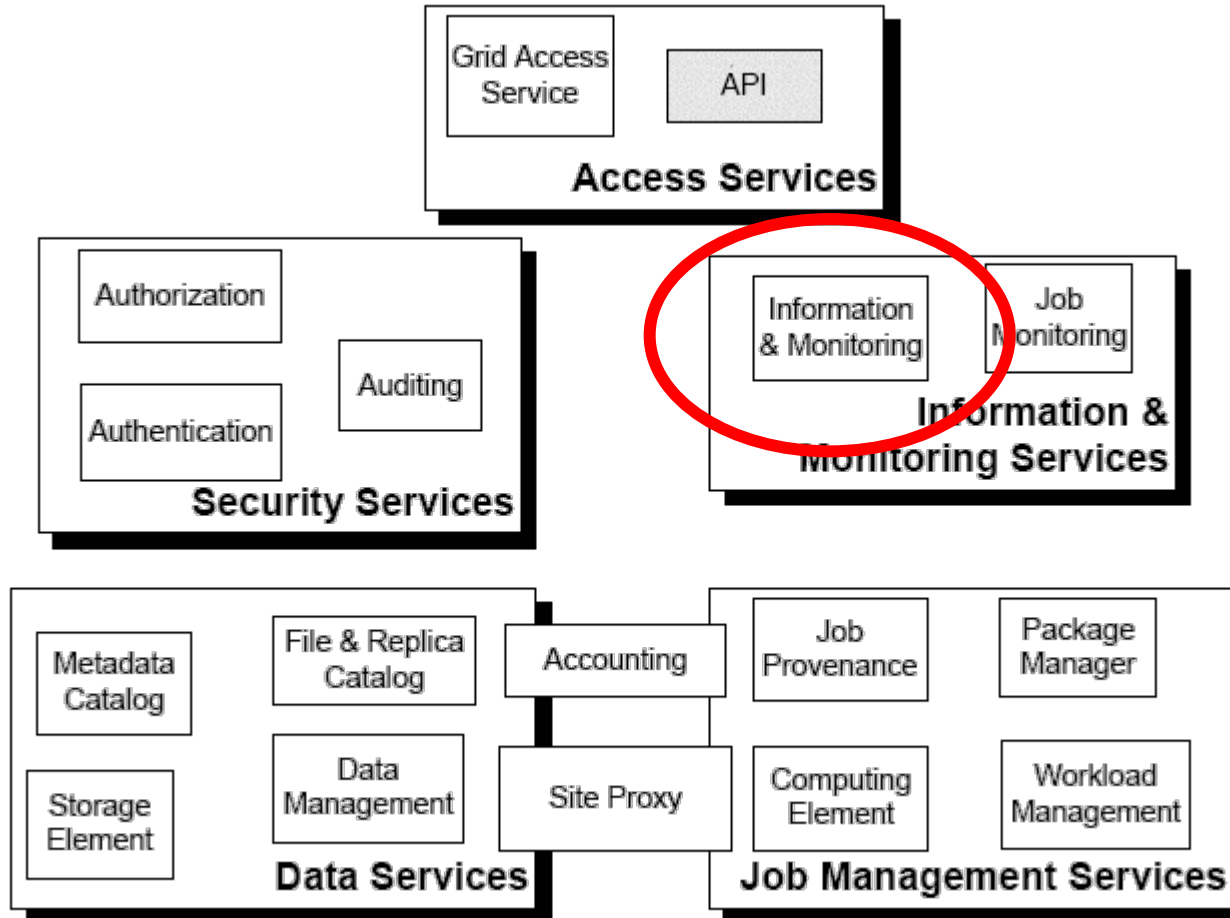 Grid Access
Service
API
Access Services
Authorization
Auditing
Authentication
Security Services
Information
& Monitoring
Job
Monitoring
Information &
Monitoring Services
Metadata
Catalog
File & Replica
Catalog
Storage
Element
Data
Management
Data Services
Accounting
Site Proxy
Job
Provenance
Package
Manager
Computing
Element
Workload
Management
Job Management Services